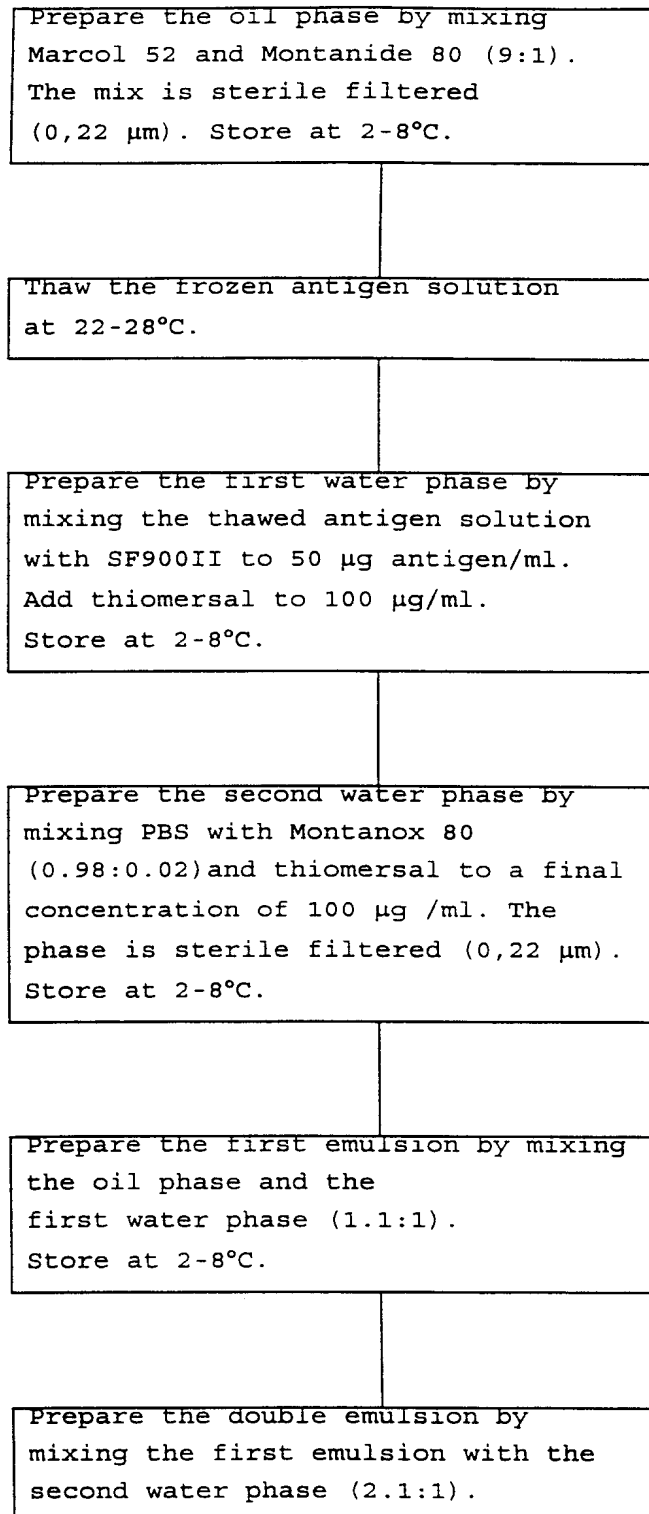 Prepare the oil phase by mixing
Marcol 52 and Montanide 80 (9:1).
The mix is sterile filtered
(0,22 µm). Store at 2-8°C.
Thaw the frozen antigen solution
at 22-28°C.
Prepare the first water phase by
mixing the thawed antigen solution
with SF900II to 50 µg antigen/ml.
Add thiomersal to 100 µg/ml.
Store at 2-8°C.
Prepare the second water phase by
mixing PBS with Montanox 80
(0.98:0.02)and thiomersal to a final
concentration of 100 µg /ml. The
phase is sterile filtered (0,22 µm).
Store at 2-8°C.
Prepare the first emulsion by mixing
the oil phase and the
first water phase (1.1:1).
Store at 2-8°C.
Prepare the double emulsion by
mixing the first emulsion with the
second water phase (2.1:1).